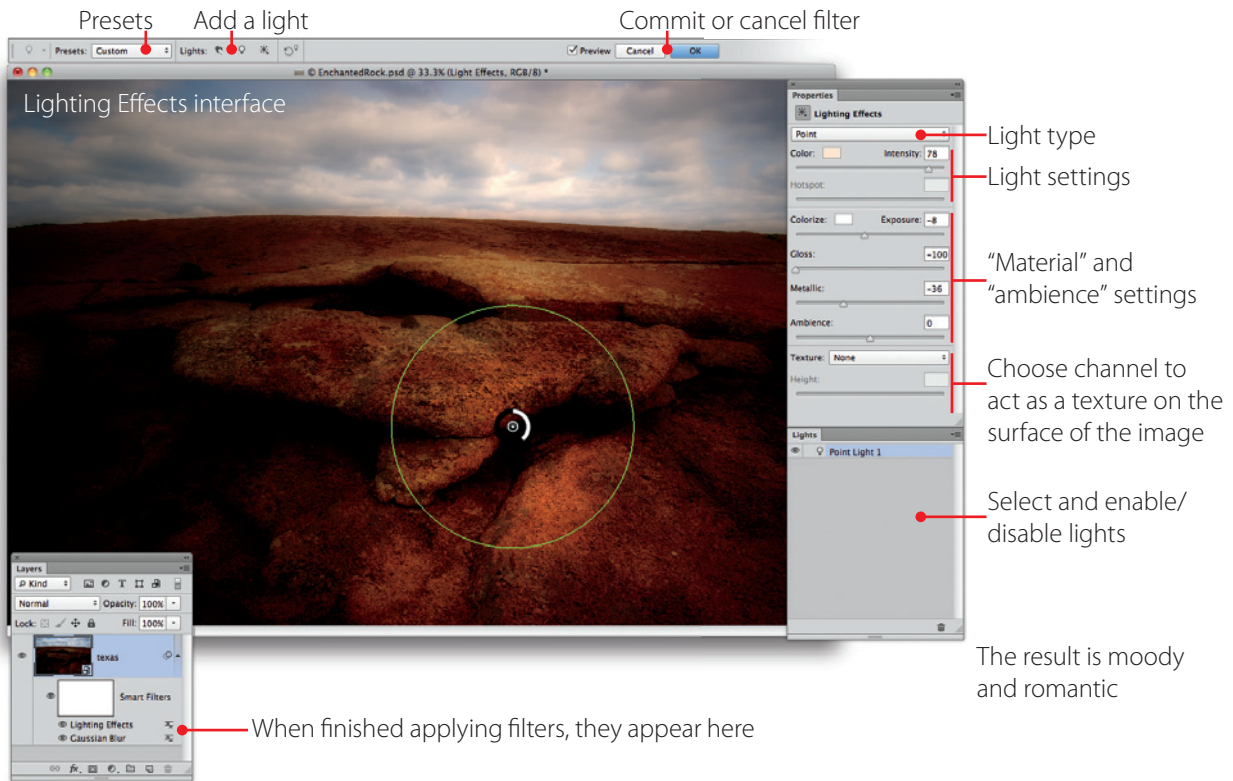 Presets
Add a light
Commit or cancel filter
Presets: Custom
Lights:
Preview
Cancel
OK
© EnchantedRock.psd @ 33.3% (Light Effects, RGB/8) *
Lighting Effects interface
Properties
Lighting Effects
Point
Color:
Intensity: 78
Hotspot:
Colorize:
Exposure: -8
Gloss:
-100
Metallic:
-36
Ambience:
0
Texture: None
Height:
Light type
Light settings
“Material” and
“ambience” settings
Choose channel to
act as a texture on the
surface of the image
Lights
Point Light 1
Select and enable/
disable lights
Layers
Kind
Normal
Opacity: 100%
Lock:
Fill: 100%
texas
Smart Filters
Lighting Effects
Gaussian Blur
fx
When finished applying filters, they appear here
The result is moody
and romantic